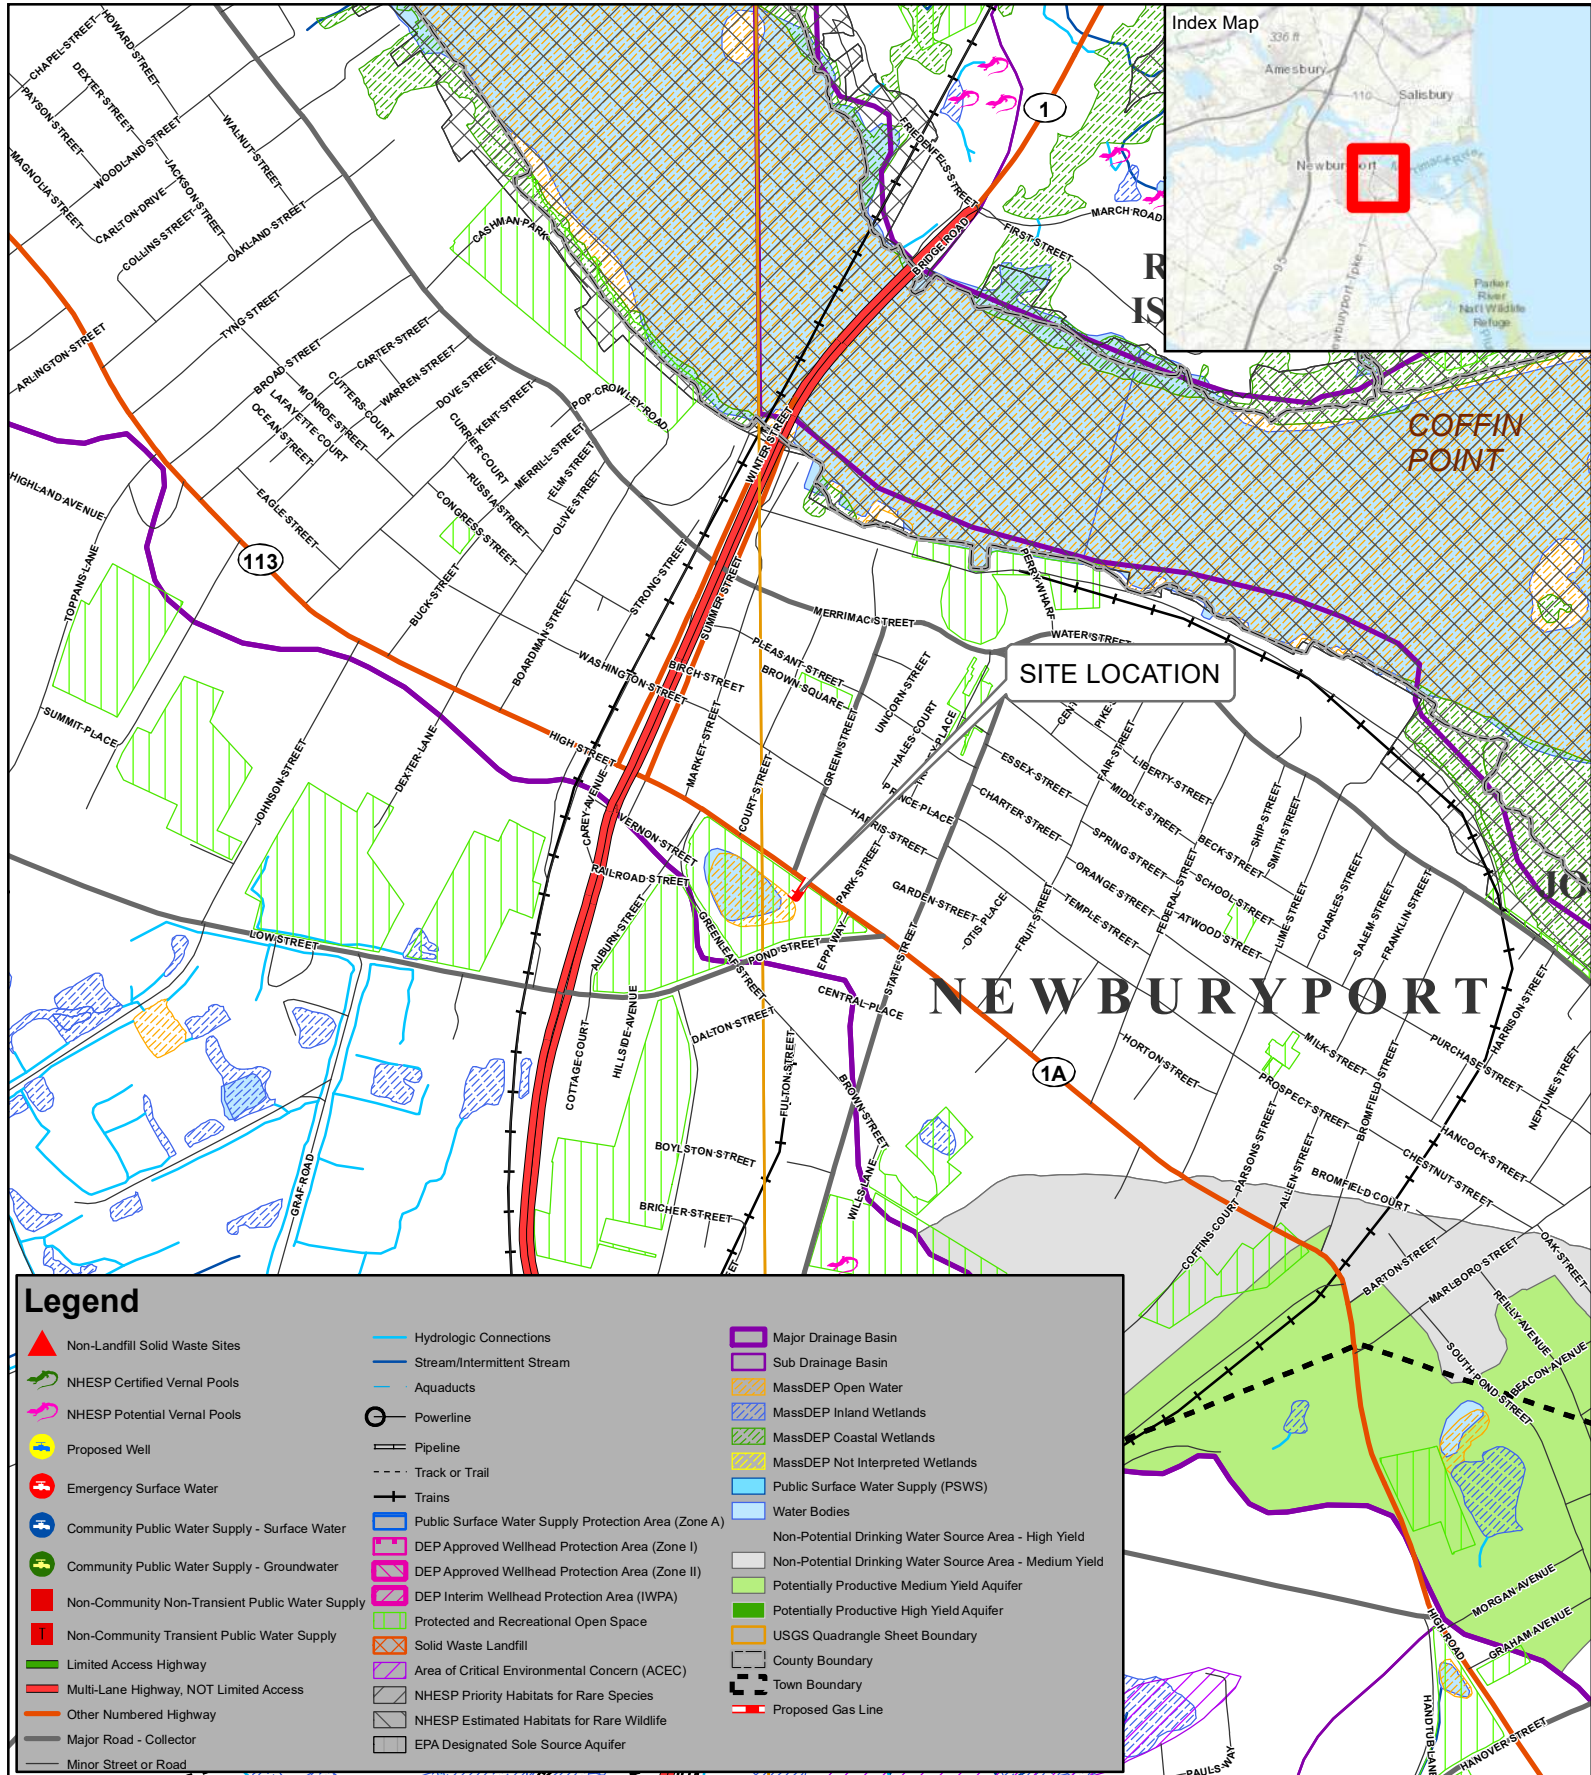 Index Map
336 ft
Amesbury
110
Salisbury
Newburyport
95
Newburyport Tpke
Parker
River
Nat'l Wildlife
Refuge
CHAPEL STREET
HOWARD STREET
DEXTER STREET
PAYSON STREET
WOODLAND STREET
WALNUT STREET
MAGNOLIA STREET
JACKSON STREET
CARLTON DRIVE
COLLINS STREET
OAKLAND STREET
CASHMAN PARK
FRIEDENFELS STREET
1
MARCH ROAD
FIRST STREET
BRIDGE ROAD
R
IS
TYNG STREET
ARLINGTON STREET
BROAD STREET
CARTER STREET
CUTTERS COURT
WARREN STREET
MONROE STREET
LAFAYETTE COURT
OCEAN STREET
DOVE STREET
KENT STREET
CURRIER COURT
POP CROWLEY ROAD
MERRILL STREET
ELM STREET
RUSSIA STREET
OLIVE STREET
CONGRESS STREET
WINTER STREET
COFFIN
POINT
HIGHLAND AVENUE
EAGLE STREET
113
TOPPANS LANE
BUCK STREET
BOARDMAN STREET
STRONG STREET
SUMMER STREET
MERRIMAC STREET
PERRY WHARF
WATER STREET
WASHINGTON STREET
BIRCH STREET
PLEASANT STREET
BROWN SQUARE
UNICORN STREET
SITE LOCATION
SUMMIT PLACE
HIGH STREET
MARKET STREET
GREEN STREET
HALES COURT
JOHNSON STREET
DEXTER LANE
CAREY AVENUE
COURT STREET
PRINCE PLACE
HARRIS STREET
ESSEX STREET
FAIR STREET
LIBERTY STREET
CHARTER STREET
MIDDLE STREET
SHIP STREET
SMITH STREET
BECK STREET
SPRING STREET
SCHOOL STREET
VERNON STREET
RAILROAD STREET
PARK STREET
GARDEN STREET
OTIS PLACE
ORANGE STREET
TEMPLE STREET
FEDERAL STREET
ATWOOD STREET
LIME STREET
CHARLES STREET
SALEM STREET
FRANKLIN STREET
JO
LOW STREET
AUBURN STREET
GREENLEAF STREET
POND STREET
EPPA WAY
STATE STREET
FRUIT STREET
CENTRAL PLACE
NEWBURYPORT
HILLSIDE AVENUE
DALTON STREET
COTTAGE COURT
FULTON STREET
BROWN STREET
1A
HORTON STREET
MILK STREET
PURCHASE STREET
HARRISON STREET
NEPTUNE STREET
PROSPECT STREET
BROMFIELD STREET
HANCOCK STREET
CHESTNUT STREET
BOYLSTON STREET
WILLS LANE
PARSONS STREET
ALLEN STREET
BROMFIELD COURT
COFFINS COURT
GRAF ROAD
BRICHER STREET
BARTON STREET
MARLBORO STREET
OAK STREET
REILLY AVENUE
SOUTH POND STREET
BEACON AVENUE
MORGAN AVENUE
GRAHAM AVENUE
HIGH ROAD
HANDTUB LANE
HANOVER STREET
PAULS WAY
Legend
Non-Landfill Solid Waste Sites
NHESP Certified Vernal Pools
NHESP Potential Vernal Pools
Proposed Well
Emergency Surface Water
Community Public Water Supply - Surface Water
Community Public Water Supply - Groundwater
Non-Community Non-Transient Public Water Supply
Non-Community Transient Public Water Supply
Limited Access Highway
Multi-Lane Highway, NOT Limited Access
Other Numbered Highway
Major Road - Collector
Minor Street or Road
Hydrologic Connections
Stream/Intermittent Stream
Aquaducts
Powerline
Pipeline
Track or Trail
Trains
Public Surface Water Supply Protection Area (Zone A)
DEP Approved Wellhead Protection Area (Zone I)
DEP Approved Wellhead Protection Area (Zone II)
DEP Interim Wellhead Protection Area (IWPA)
Protected and Recreational Open Space
Solid Waste Landfill
Area of Critical Environmental Concern (ACEC)
NHESP Priority Habitats for Rare Species
NHESP Estimated Habitats for Rare Wildlife
EPA Designated Sole Source Aquifer
Major Drainage Basin
Sub Drainage Basin
MassDEP Open Water
MassDEP Inland Wetlands
MassDEP Coastal Wetlands
MassDEP Not Interpreted Wetlands
Public Surface Water Supply (PSWS)
Water Bodies
Non-Potential Drinking Water Source Area - High Yield
Non-Potential Drinking Water Source Area - Medium Yield
Potentially Productive Medium Yield Aquifer
Potentially Productive High Yield Aquifer
USGS Quadrangle Sheet Boundary
County Boundary
Town Boundary
Proposed Gas Line